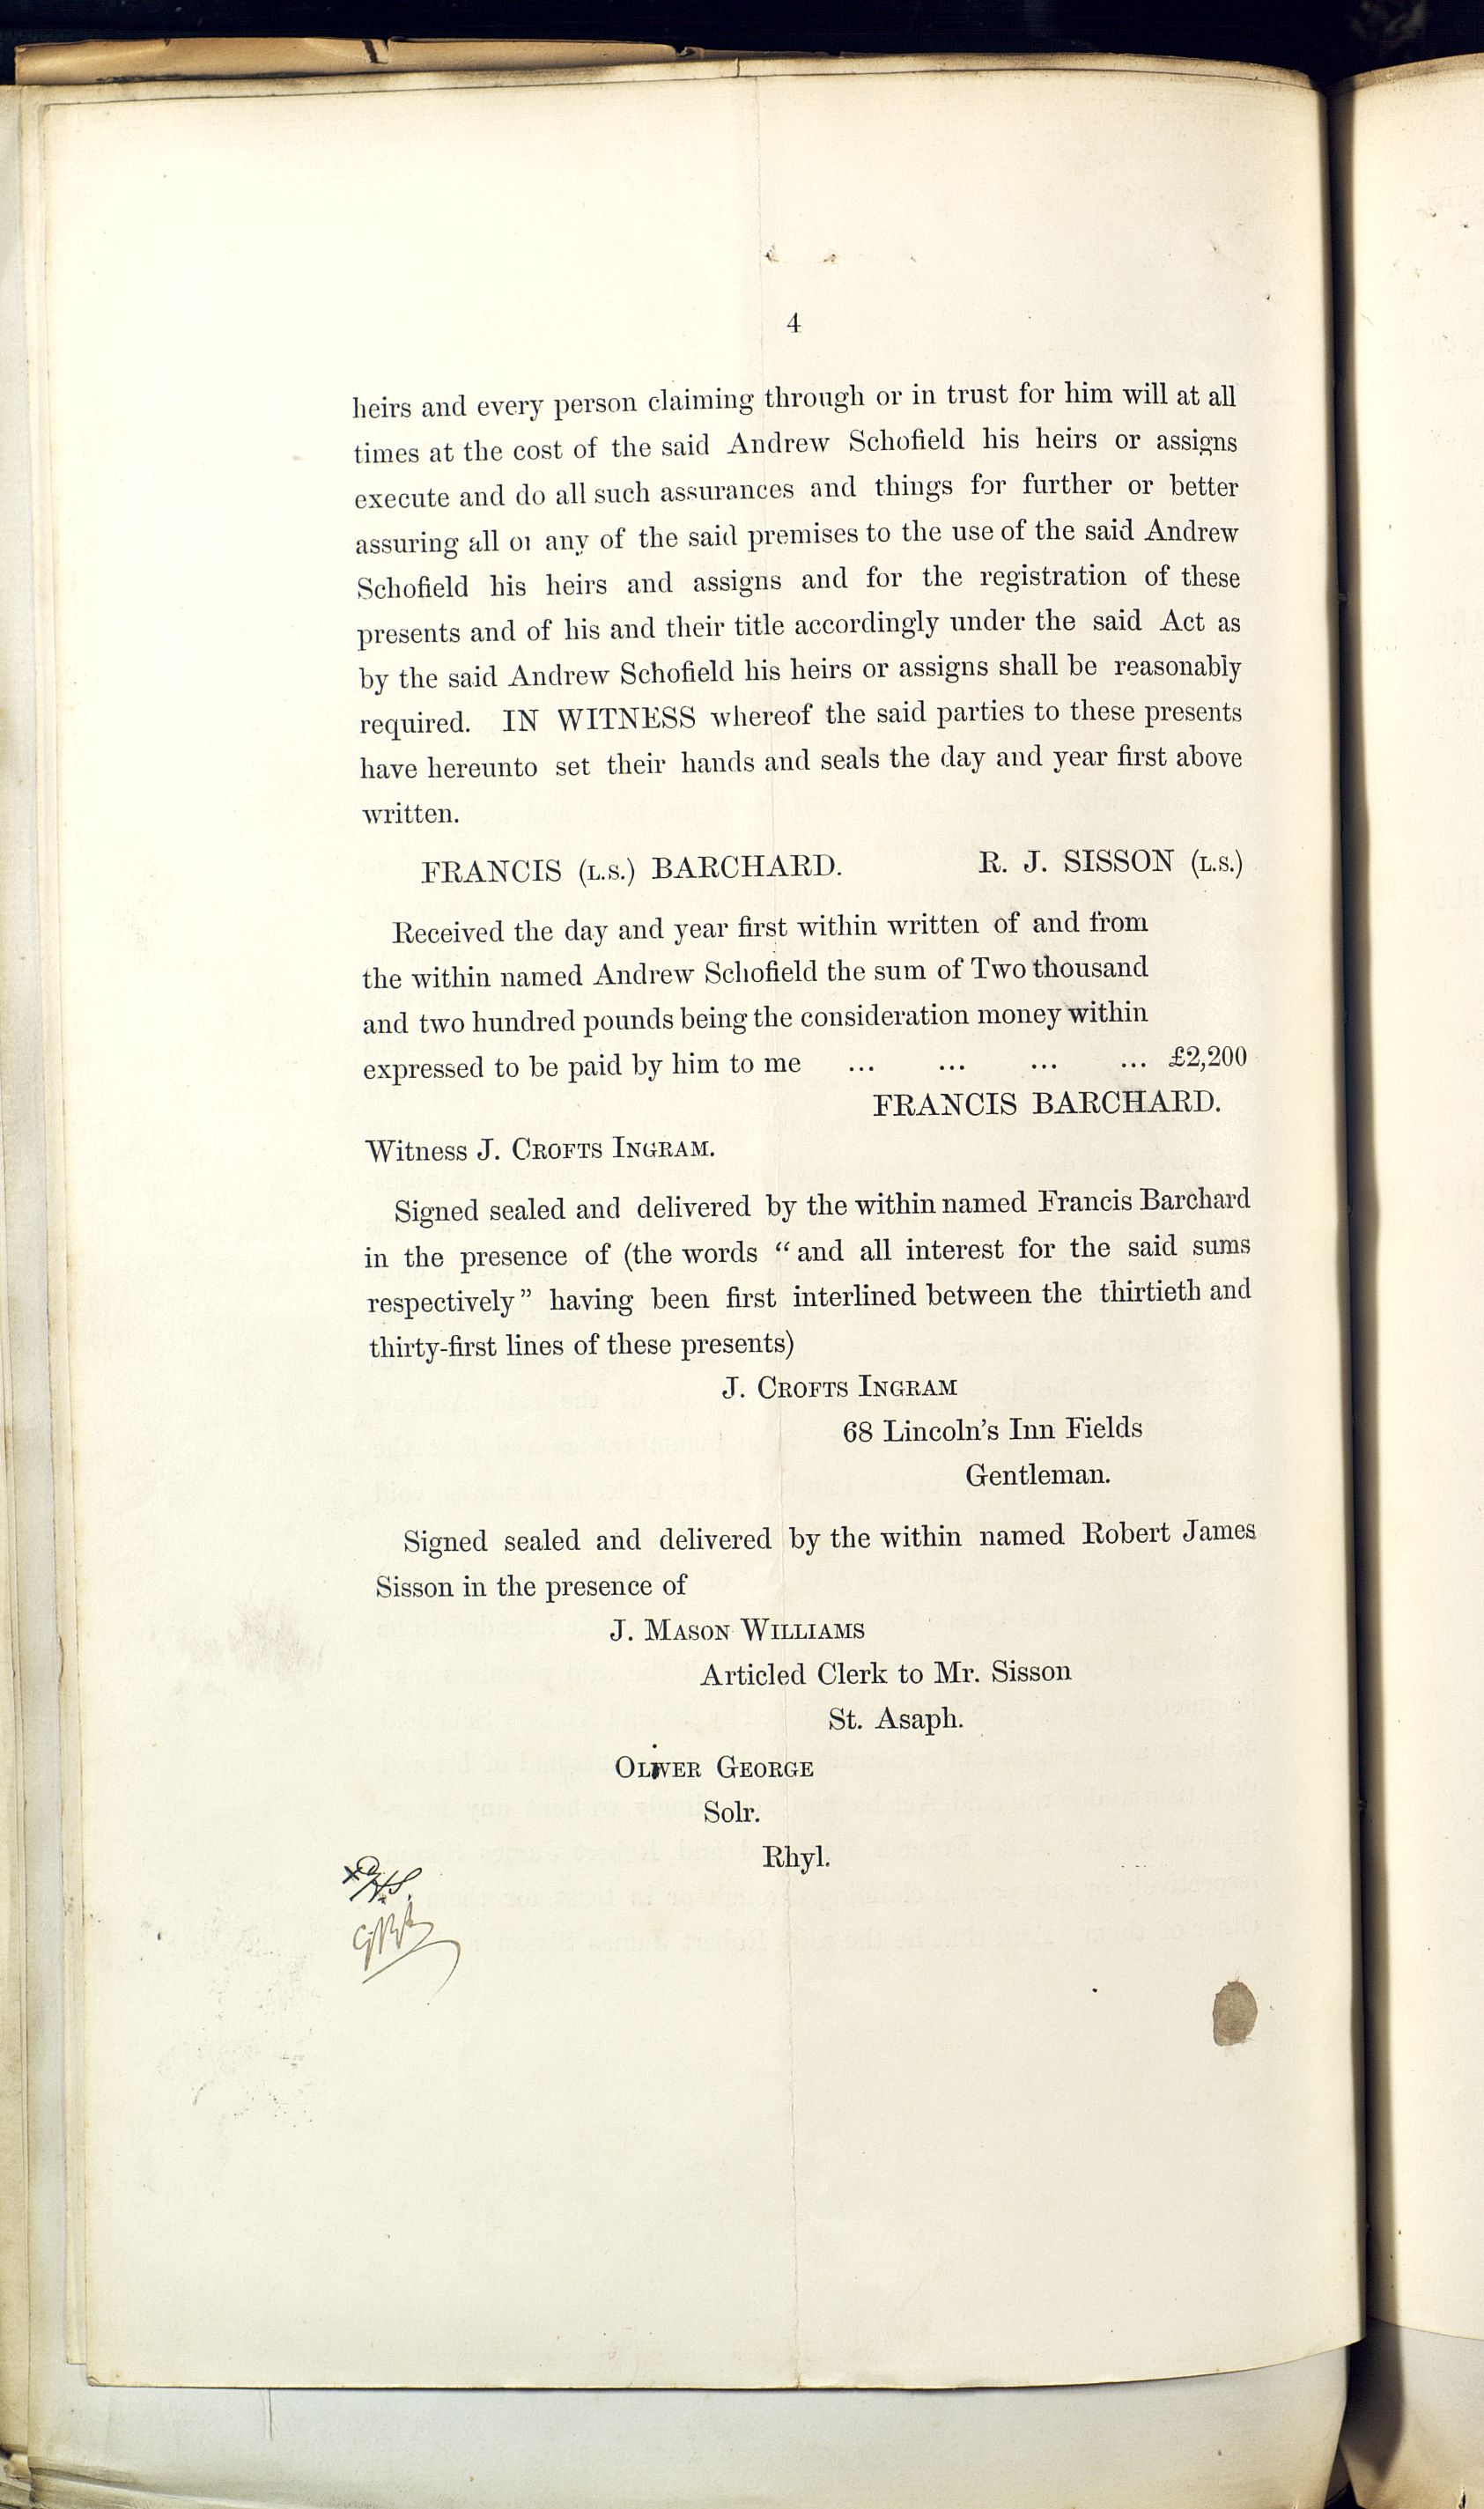 4
heirs and every person claiming through or in trust for him will at all
times at the cost of the said Andrew Schofield his heirs or assigns
execute and do all such assurances and things for further or better
assuring all or any of the said premises to the use of the said Andrew
Schofield his heirs and assigns and for the registration of these
presents and of his and their title accordingly under the said Act as
by the said Andrew Schofield his heirs or assigns shall be reasonably
required. IN WITNESS whereof the said parties to these presents
have hereunto set their hands and seals the day and year first above
written.
FRANCIS (L.S.) BARCHARD. R. J. SISSON (L.S.)
Received the day and year first within written of and from
the within named Andrew Schofield the sum of Two thousand
and two hundred pounds being the consideration money within
expressed to be paid by him to me ... ... ... ... £2,200
FRANCIS BARCHARD.
Witness J. CROFTS INGRAM.
Signed sealed and delivered by the within named Francis Barchard
in the presence of (the words “and all interest for the said sums
respectively” having been first interlined between the thirtieth and
thirty-first lines of these presents)
J. CROFTS INGRAM
68 Lincoln's Inn Fields
Gentleman.
Signed sealed and delivered by the within named Robert James
Sisson in the presence of
J. MASON WILLIAMS
Articled Clerk to Mr. Sisson
St. Asaph.
OLIVER GEORGE
Solr.
Rhyl.